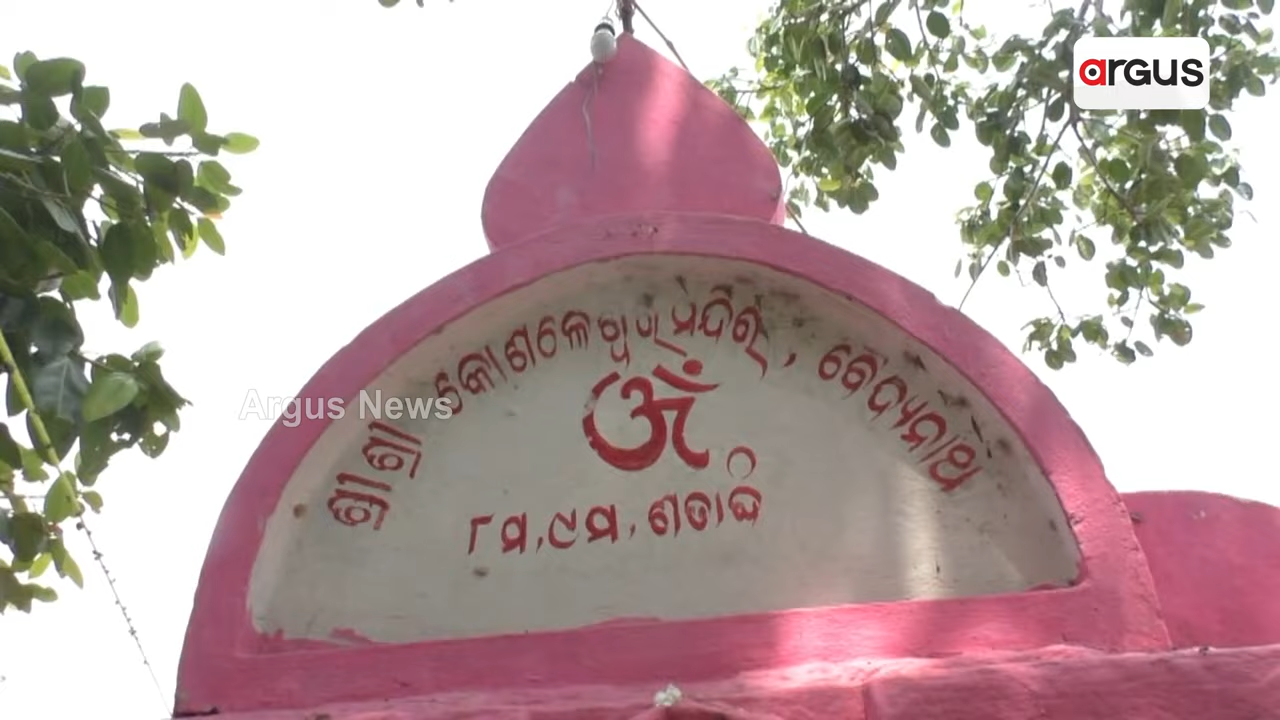 argus
ଶ୍ରୀ ଶ୍ରୀ କୋଶଳେଶ୍ୱର ମନ୍ଦିର, ବୈଦ୍ୟନାଥ
ଓଁ
Argus News
୮ମ, ୯ମ, ଶତାବ୍ଦି